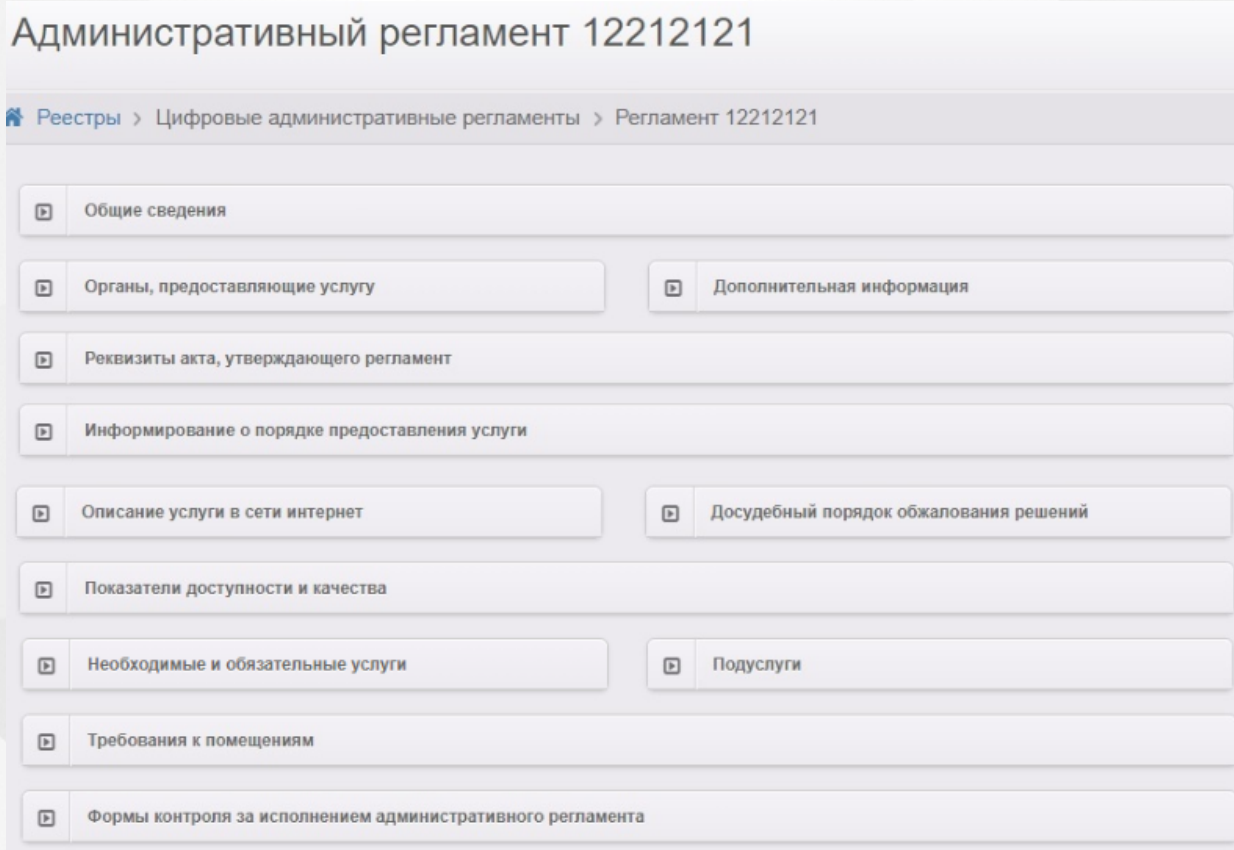 Административный регламент 12212121
Реестры > Цифровые административные регламенты > Регламент 12212121
Общие сведения
Органы, предоставляющие услугу
Дополнительная информация
Реквизиты акта, утверждающего регламент
Информирование о порядке предоставления услуги
Описание услуги в сети интернет
Досудебный порядок обжалования решений
Показатели доступности и качества
Необходимые и обязательные услуги
Подуслуги
Требования к помещениям
Формы контроля за исполнением административного регламента